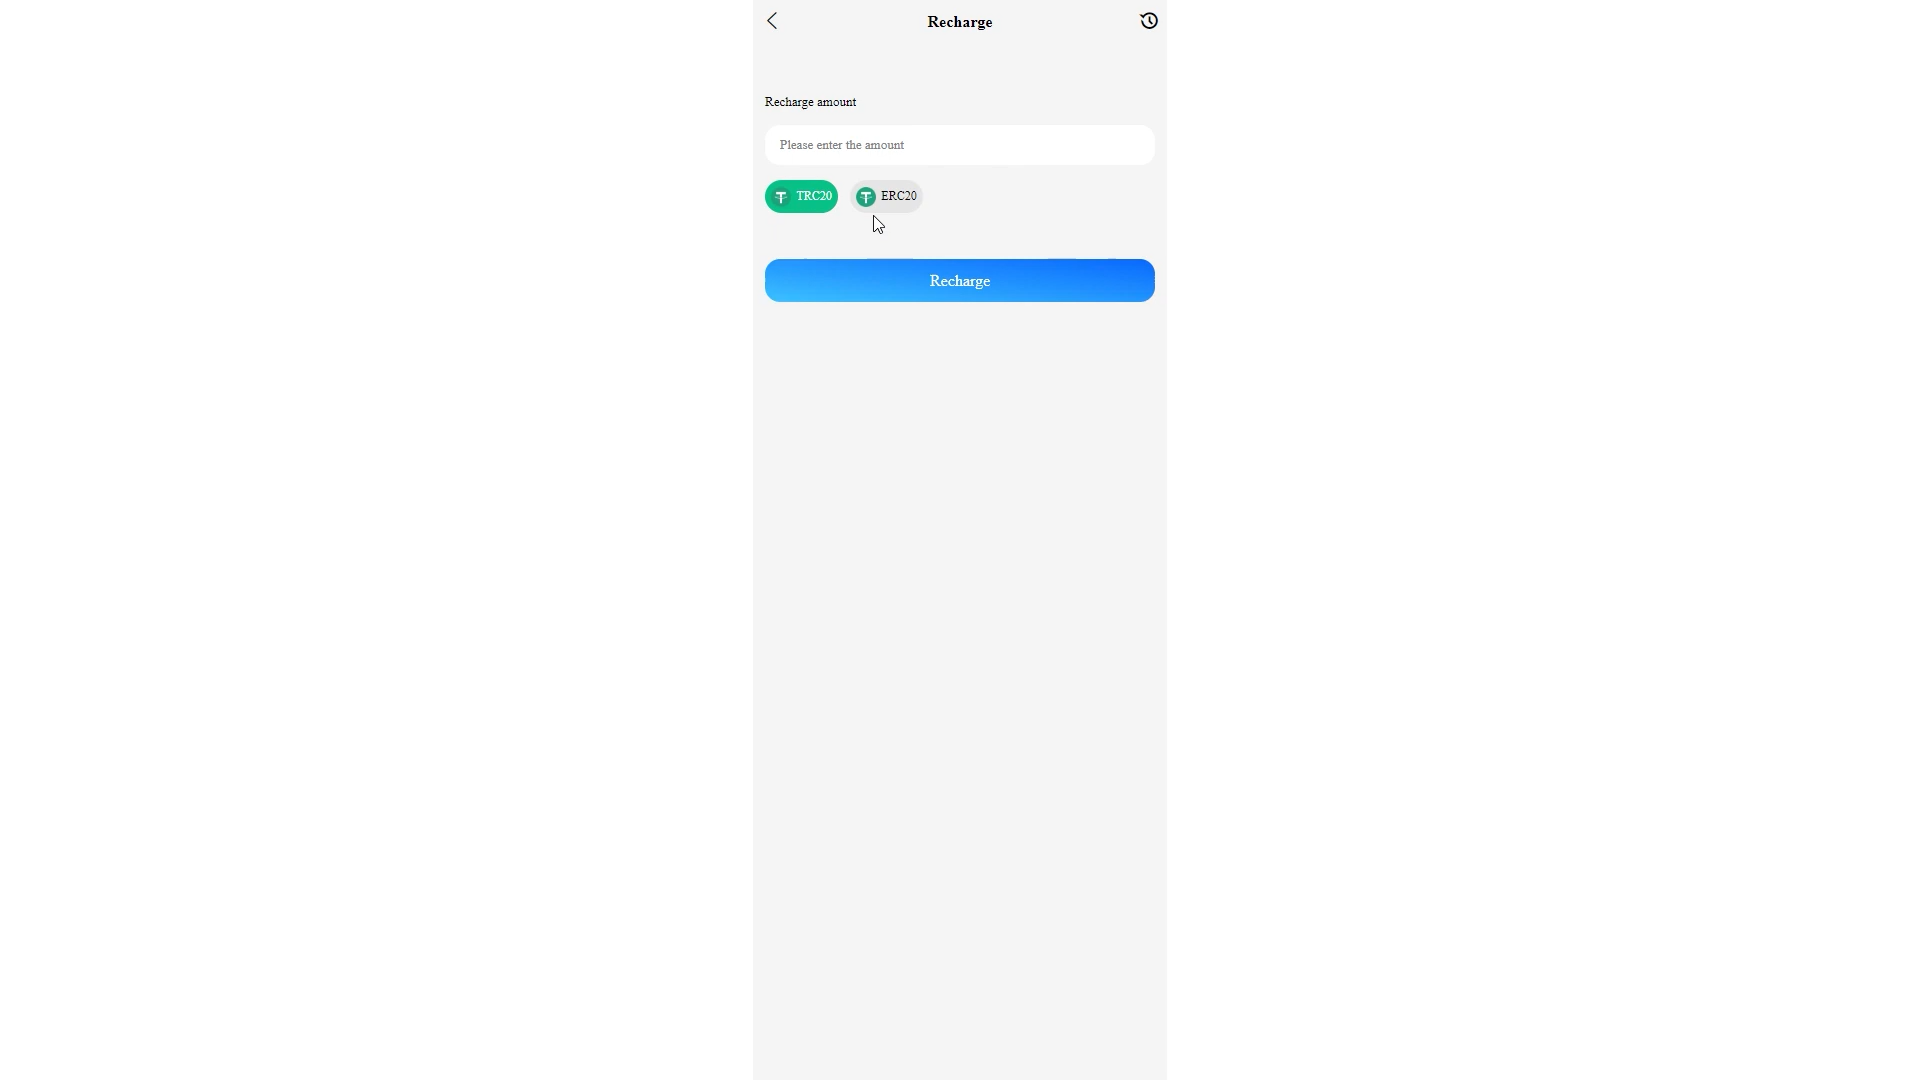 Recharge
Recharge amount
Please enter the amount
TRC20 ERC20
Recharge